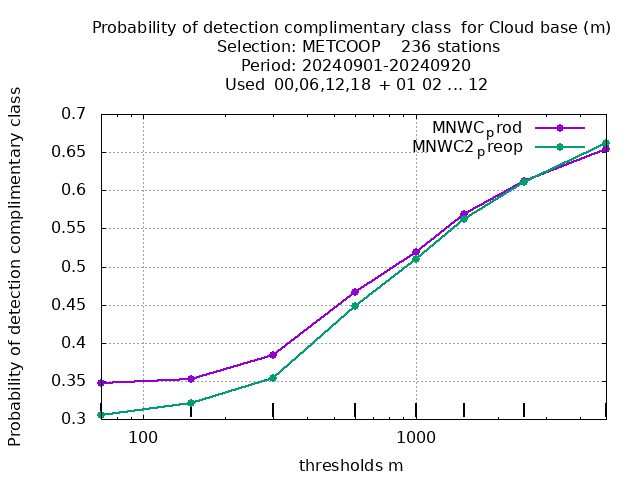 Probability of detection complimentary class  for Cloud base (m)
Selection: METCOOP    236 stations
Period: 20240901-20240920
Used  00,06,12,18 + 01 02 ... 12
Probability of detection complimentary class
0.7
0.65
0.6
0.55
0.5
0.45
0.4
0.35
0.3
MNWCprod
MNWC2preop
100
1000
thresholds m